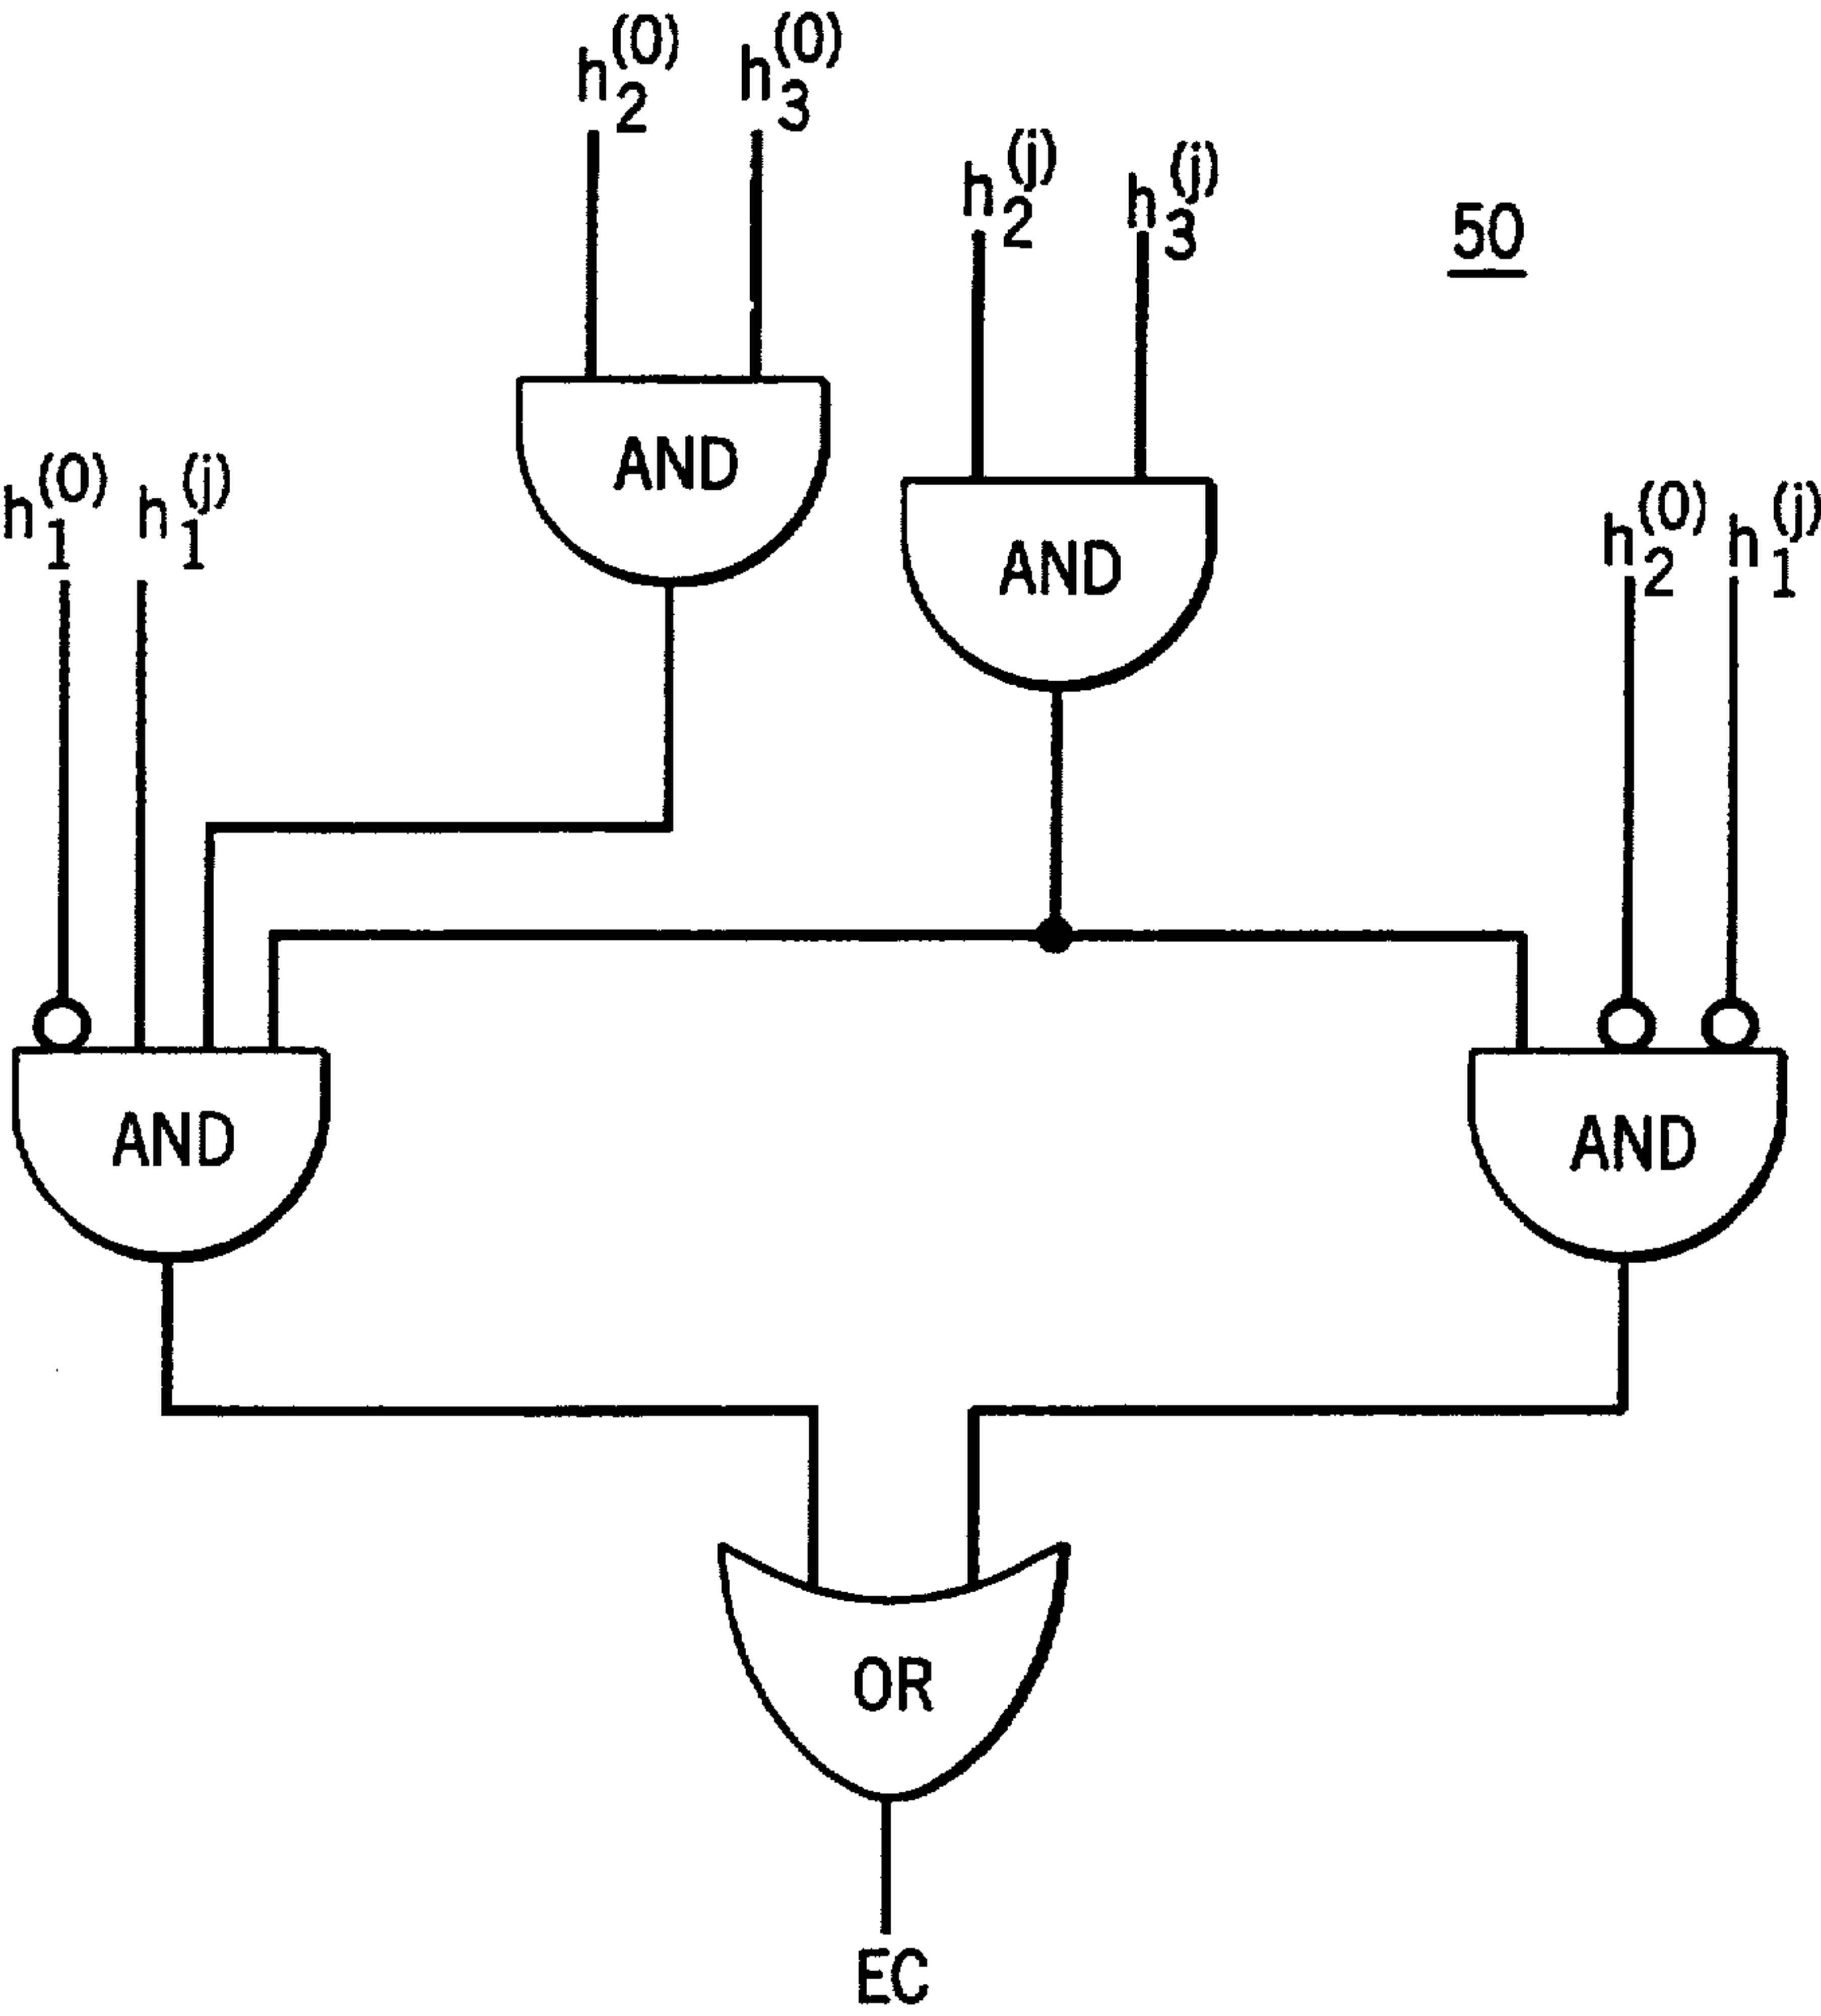 h₂⁽⁰⁾ h₃⁽⁰⁾
h₂⁽ʲ⁾ h₃⁽ʲ⁾
50
AND
AND
h₁⁽⁰⁾ h₁⁽ʲ⁾
h₂⁽⁰⁾ h₁⁽ʲ⁾
AND
AND
OR
EC